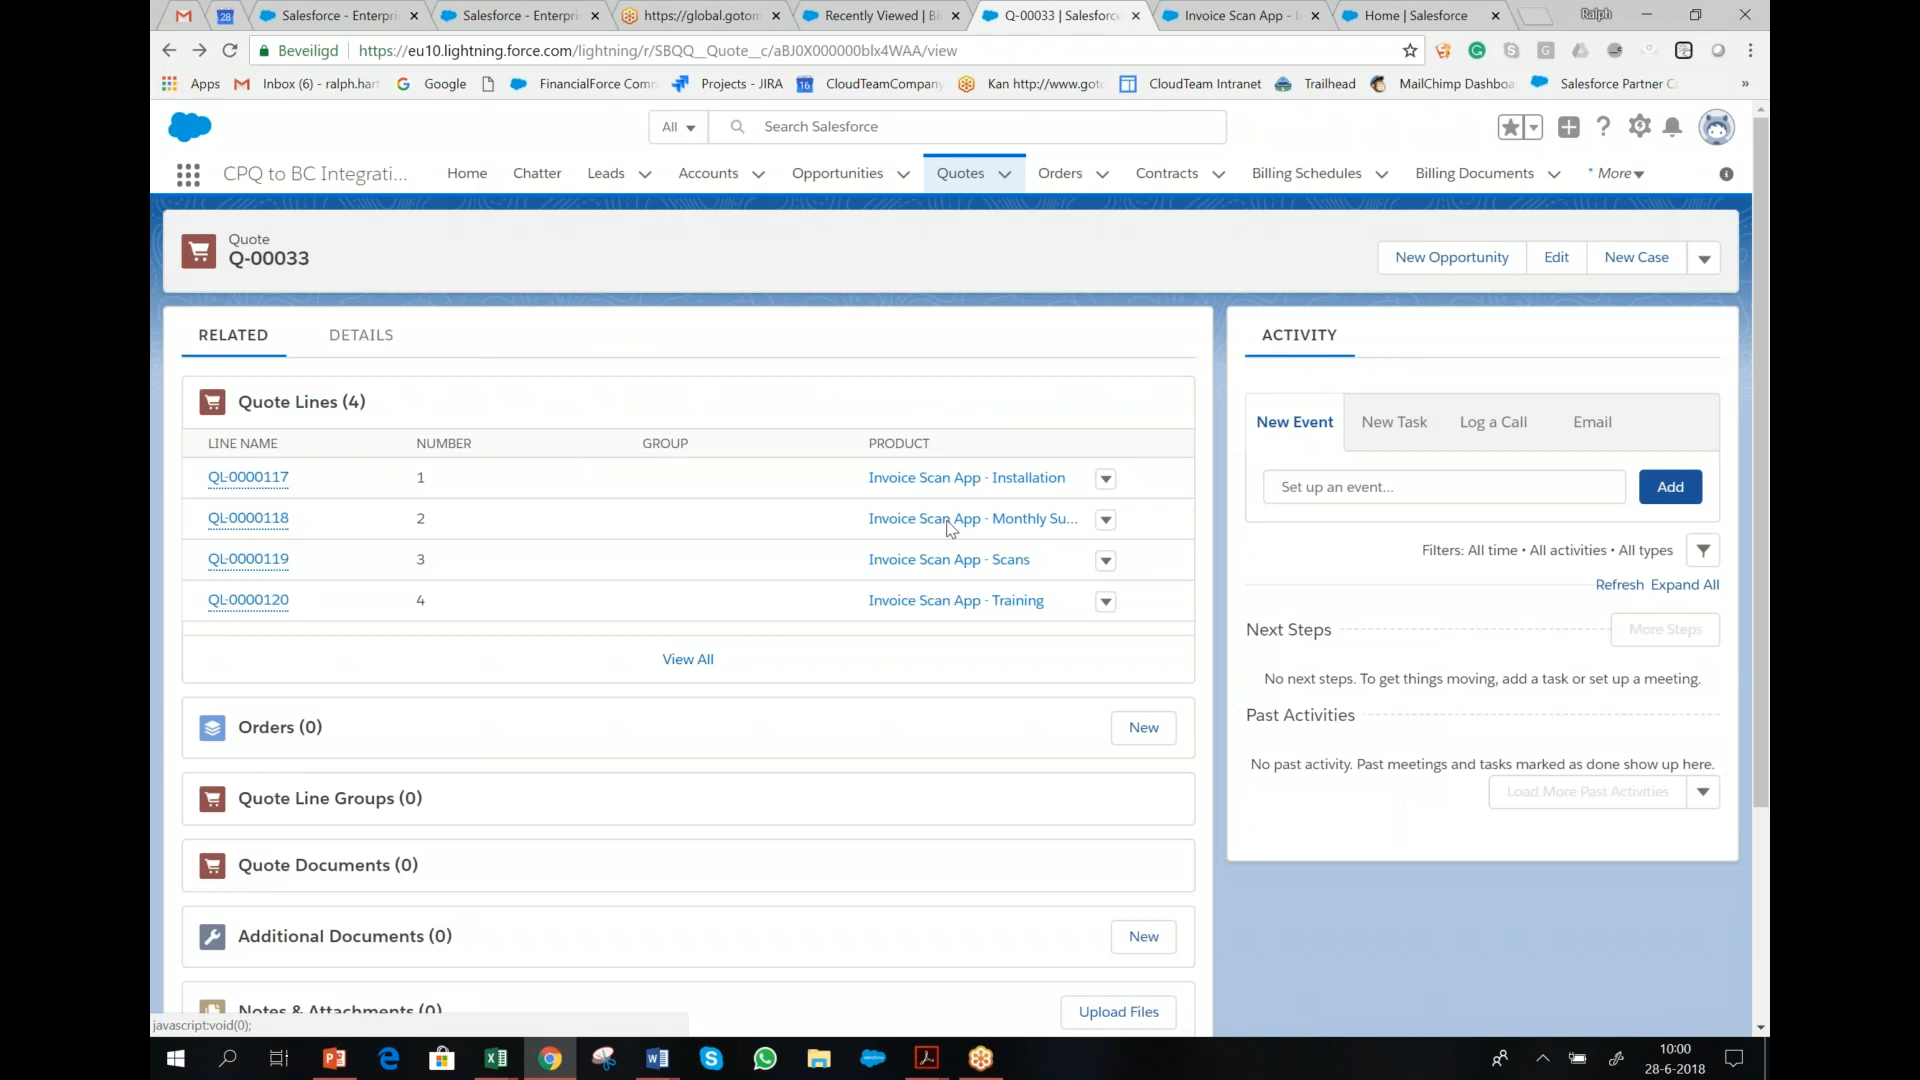 Salesforce - Enterpri
Salesforce - Enterpri
https://global.gotom
Recently Viewed | Bi
Q-00033 | Salesforce
Invoice Scan App - I
Home | Salesforce
Ralph
Beveiligd
https://eu10.lightning.force.com/lightning/r/SBQQ__Quote__c/aBJ0X000000blx4WAA/view
Apps
Inbox (6) - ralph.hart
Google
FinancialForce Comm
Projects - JIRA
CloudTeamCompany
Kan http://www.goto
CloudTeam Intranet
Trailhead
MailChimp Dashboa
Salesforce Partner C
»
All
Search Salesforce
CPQ to BC Integrati...
Home
Chatter
Leads
Accounts
Opportunities
Quotes
Orders
Contracts
Billing Schedules
Billing Documents
* More
Quote
Q-00033
New Opportunity
Edit
New Case
RELATED
DETAILS
Quote Lines (4)
LINE NAME
NUMBER
GROUP
PRODUCT
QL-0000117
1
Invoice Scan App - Installation
QL-0000118
2
Invoice Scan App - Monthly Su...
QL-0000119
3
Invoice Scan App - Scans
QL-0000120
4
Invoice Scan App - Training
View All
Orders (0)
New
Quote Line Groups (0)
Quote Documents (0)
Additional Documents (0)
New
Notes & Attachments (0)
Upload Files
ACTIVITY
New Event
New Task
Log a Call
Email
Set up an event...
Add
Filters: All time • All activities • All types
Refresh
Expand All
Next Steps
More Steps
No next steps. To get things moving, add a task or set up a meeting.
Past Activities
No past activity. Past meetings and tasks marked as done show up here.
Load More Past Activities
javascript:void(0);
10:00
28-6-2018